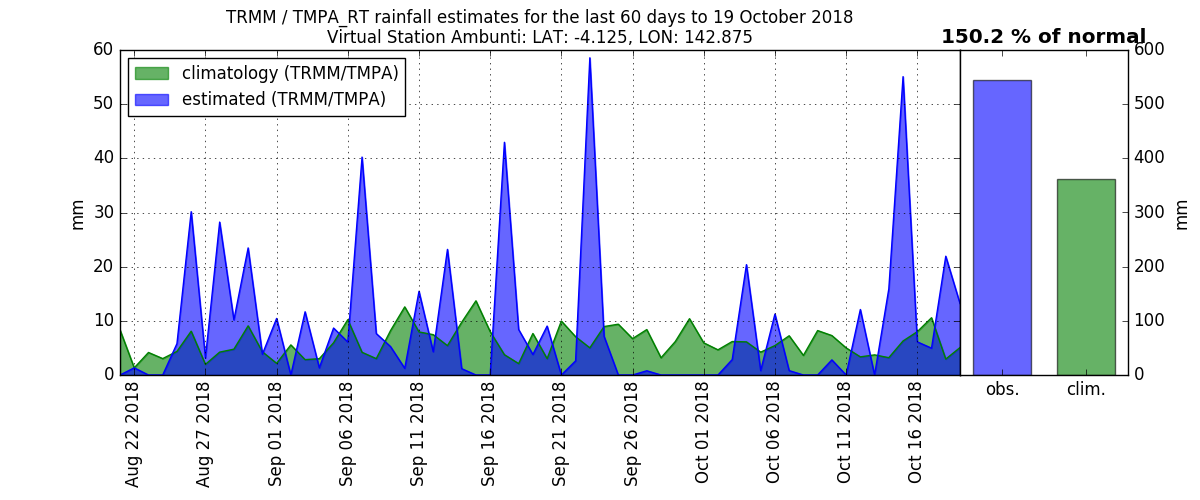 TRMM / TMPA_RT rainfall estimates for the last 60 days to 19 October 2018
Virtual Station Ambunti: LAT: -4.125, LON: 142.875
150.2 % of normal
climatology (TRMM/TMPA)
estimated (TRMM/TMPA)
60
50
40
30
20
10
0
mm
600
500
400
300
200
100
0
mm
obs.
clim.
Aug 22 2018
Aug 27 2018
Sep 01 2018
Sep 06 2018
Sep 11 2018
Sep 16 2018
Sep 21 2018
Sep 26 2018
Oct 01 2018
Oct 06 2018
Oct 11 2018
Oct 16 2018